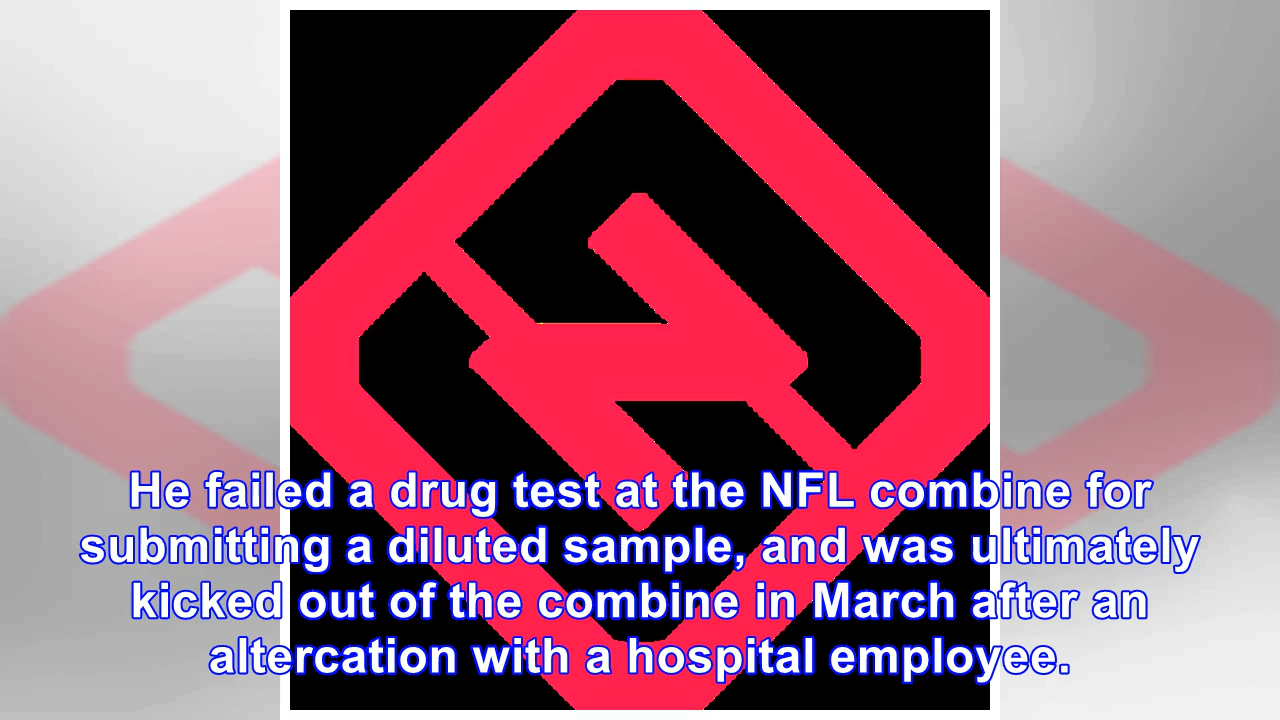 He failed a drug test at the NFL combine for
submitting a diluted sample, and was ultimately
kicked out of the combine in March after an
altercation with a hospital employee.